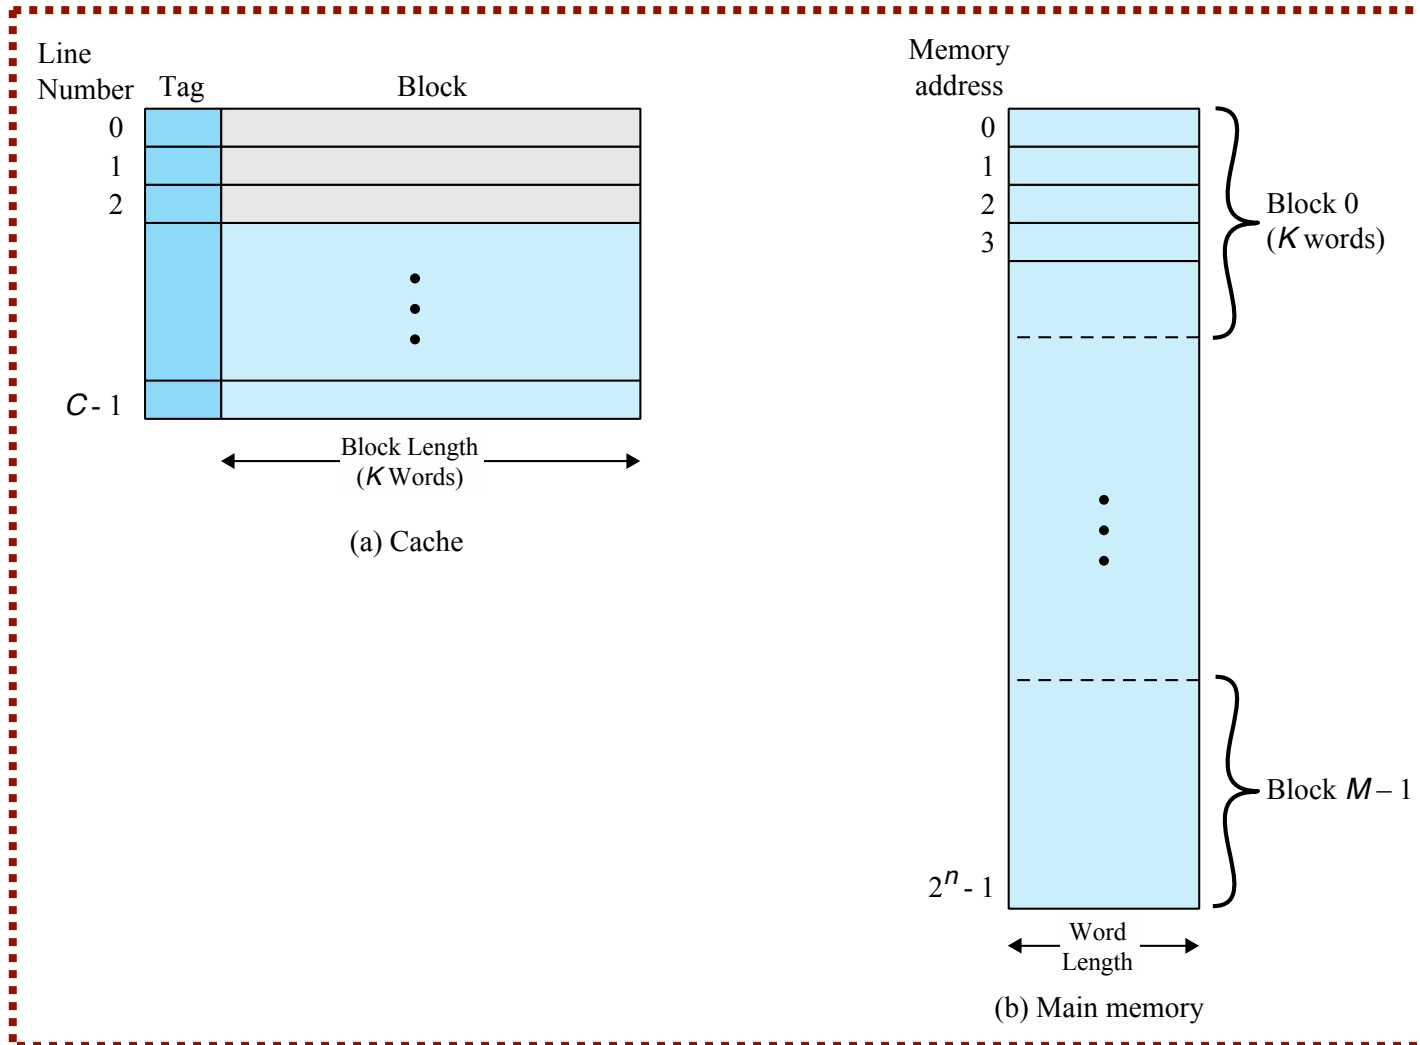 Line
Number
Tag
Block
0
1
2
C - 1
Block Length
(K Words)
(a) Cache
Memory
address
0
1
2
3
2ⁿ - 1
Block 0
(K words)
Block M – 1
Word
Length
(b) Main memory